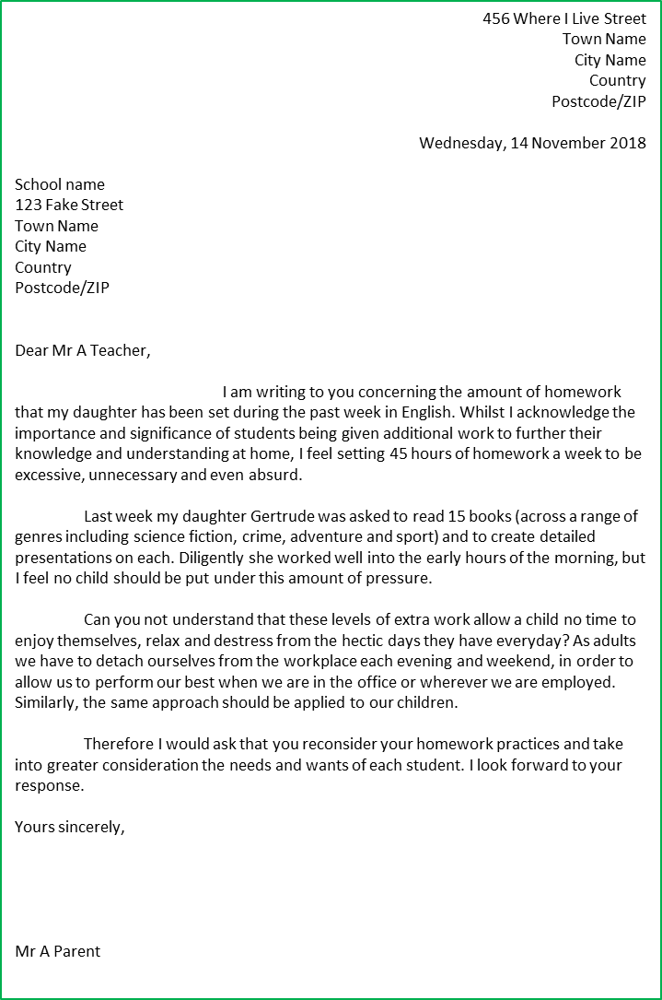 456 Where I Live Street
Town Name
City Name
Country
Postcode/ZIP
Wednesday, 14 November 2018
School name
123 Fake Street
Town Name
City Name
Country
Postcode/ZIP
Dear Mr A Teacher,
I am writing to you concerning the amount of homework
that my daughter has been set during the past week in English. Whilst I acknowledge the
importance and significance of students being given additional work to further their
knowledge and understanding at home, I feel setting 45 hours of homework a week to be
excessive, unnecessary and even absurd.
Last week my daughter Gertrude was asked to read 15 books (across a range of
genres including science fiction, crime, adventure and sport) and to create detailed
presentations on each. Diligently she worked well into the early hours of the morning, but
I feel no child should be put under this amount of pressure.
Can you not understand that these levels of extra work allow a child no time to
enjoy themselves, relax and destress from the hectic days they have everyday? As adults
we have to detach ourselves from the workplace each evening and weekend, in order to
allow us to perform our best when we are in the office or wherever we are employed.
Similarly, the same approach should be applied to our children.
Therefore I would ask that you reconsider your homework practices and take
into greater consideration the needs and wants of each student. I look forward to your
response.
Yours sincerely,
Mr A Parent